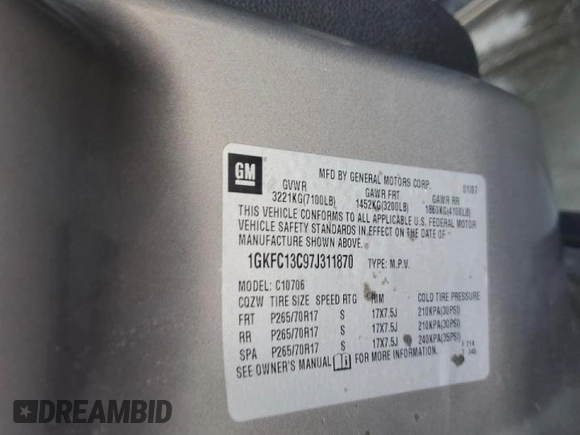 GM
MFD BY GENERAL MOTORS CORP. 01/07
GVWR GAWR FRT GAWR RR
3221KG(7100LB) 1452KG(3200LB) 1860KG(4100LB)
THIS VEHICLE CONFORMS TO ALL APPLICABLE U.S. FEDERAL MOTOR
VEHICLE SAFETY STANDARDS IN EFFECT ON THE DATE OF
MANUFACTURE SHOWN ABOVE.
1GKFC13C97J311870 TYPE: M.P.V.
MODEL: C10706
CQZW TIRE SIZE SPEED RTG RIM COLD TIRE PRESSURE
FRT P265/70R17 S 17X7.5J 210KPA(30PSI)
RR P265/70R17 S 17X7.5J 210KPA(30PSI)
SPA P265/70R17 S 17X7.5J 240KPA(35PSI)
SEE OWNER'S MANUAL FOR MORE INFORMATION.
DREAMBID